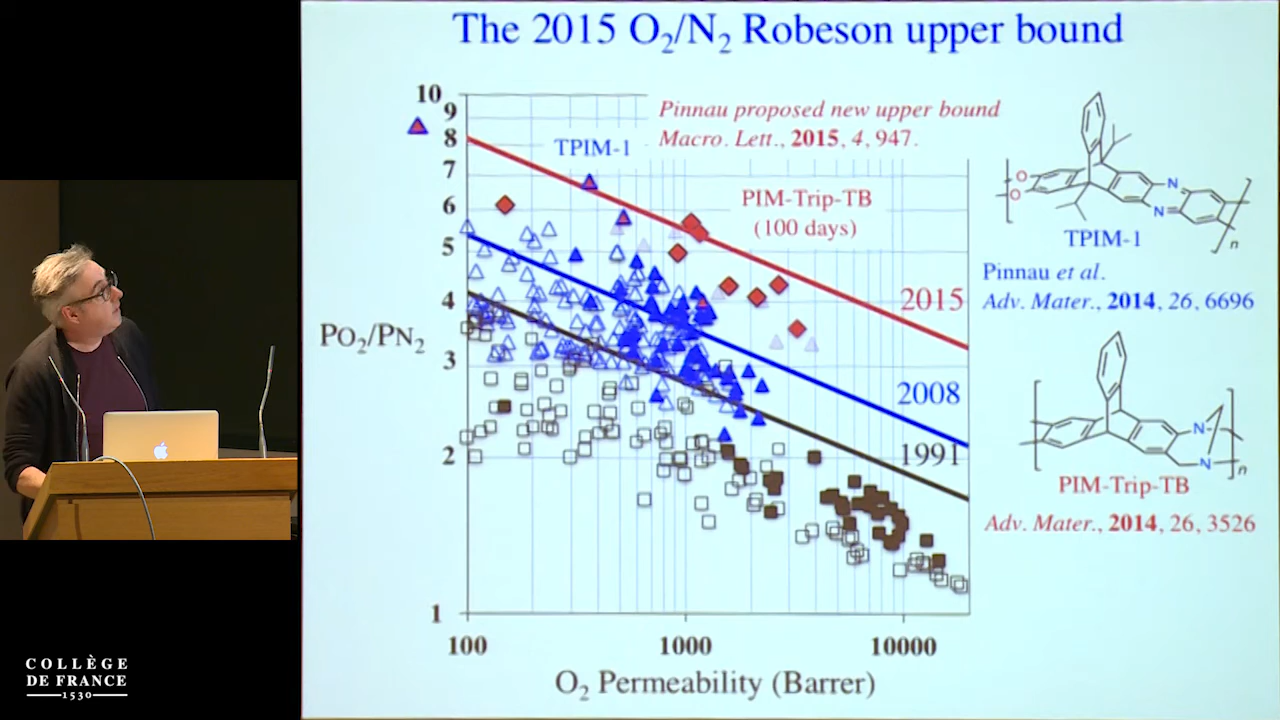 The 2015 O₂/N₂ Robeson upper bound
10
9
8
7
6
5
4
3
2
1
PO₂/PN₂
100
1000
10000
O₂ Permeability (Barrer)
TPIM-1
Pinnau proposed new upper bound
Macro. Lett., 2015, 4, 947.
PIM-Trip-TB
(100 days)
2015
2008
1991
O
O
N
N
n
TPIM-1
Pinnau et al.
Adv. Mater., 2014, 26, 6696
N
N
n
PIM-Trip-TB
Adv. Mater., 2014, 26, 3526
COLLÈGE
DE FRANCE
1530